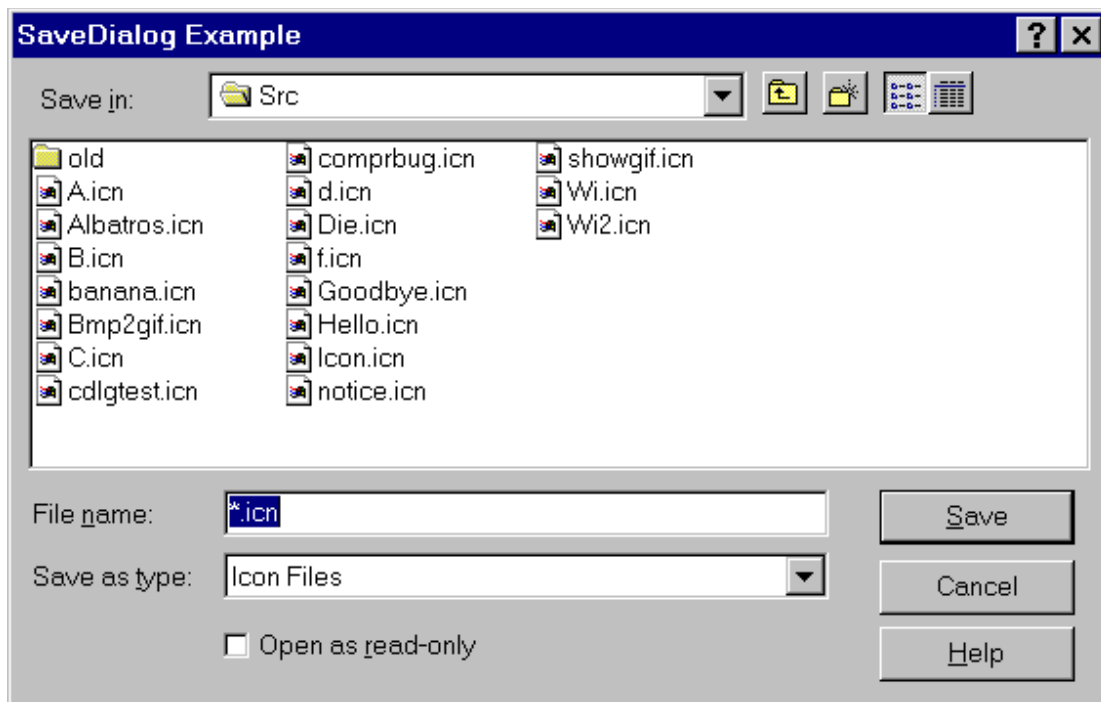 SaveDialog Example
Save in:
Src
old
A.icn
Albatros.icn
B.icn
banana.icn
Bmp2gif.icn
C.icn
cdlgtest.icn
comprbug.icn
d.icn
Die.icn
f.icn
Goodbye.icn
Hello.icn
Icon.icn
notice.icn
showgif.icn
Wi.icn
Wi2.icn
File name:
*.icn
Save
Save as type:
Icon Files
Cancel
Open as read-only
Help